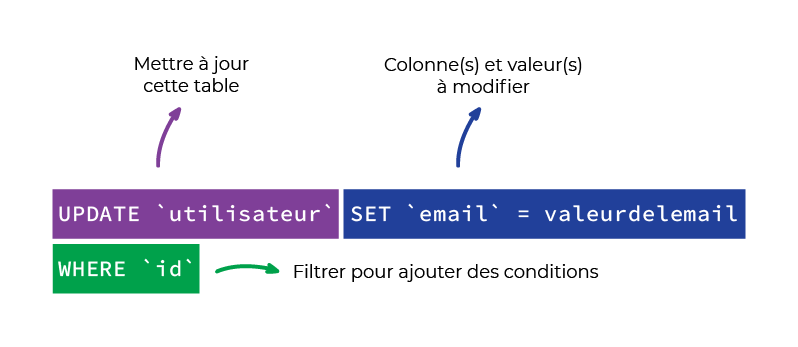 Mettre à jour
cette table
Colonne(s) et valeur(s)
à modifier
UPDATE `utilisateur` SET `email` = valeurdelemail
WHERE `id`
Filtrer pour ajouter des conditions